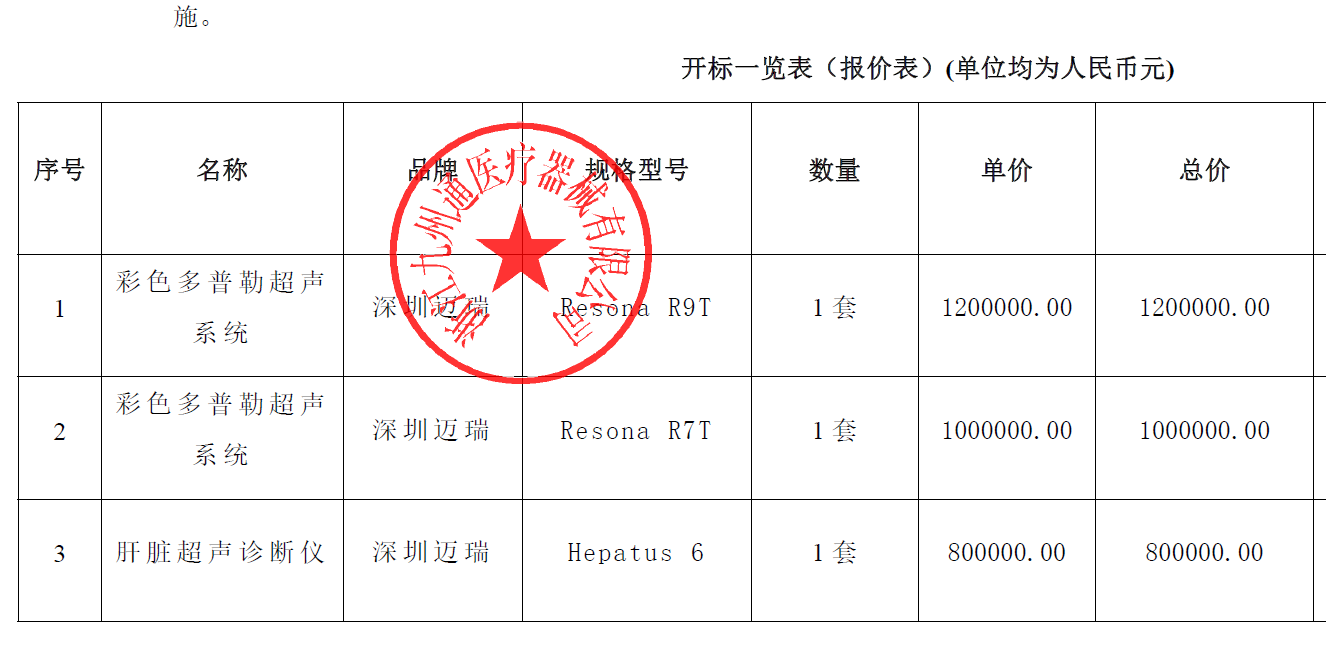 施。
开标一览表（报价表）(单位均为人民币元)
序号 名称 品牌 规格型号 数量 单价 总价
1 彩色多普勒超声系统 深圳迈瑞 Resona R9T 1套 1200000.00 1200000.00
2 彩色多普勒超声系统 深圳迈瑞 Resona R7T 1套 1000000.00 1000000.00
3 肝脏超声诊断仪 深圳迈瑞 Hepatus 6 1套 800000.00 800000.00
浙江九州通医疗器械有限公司